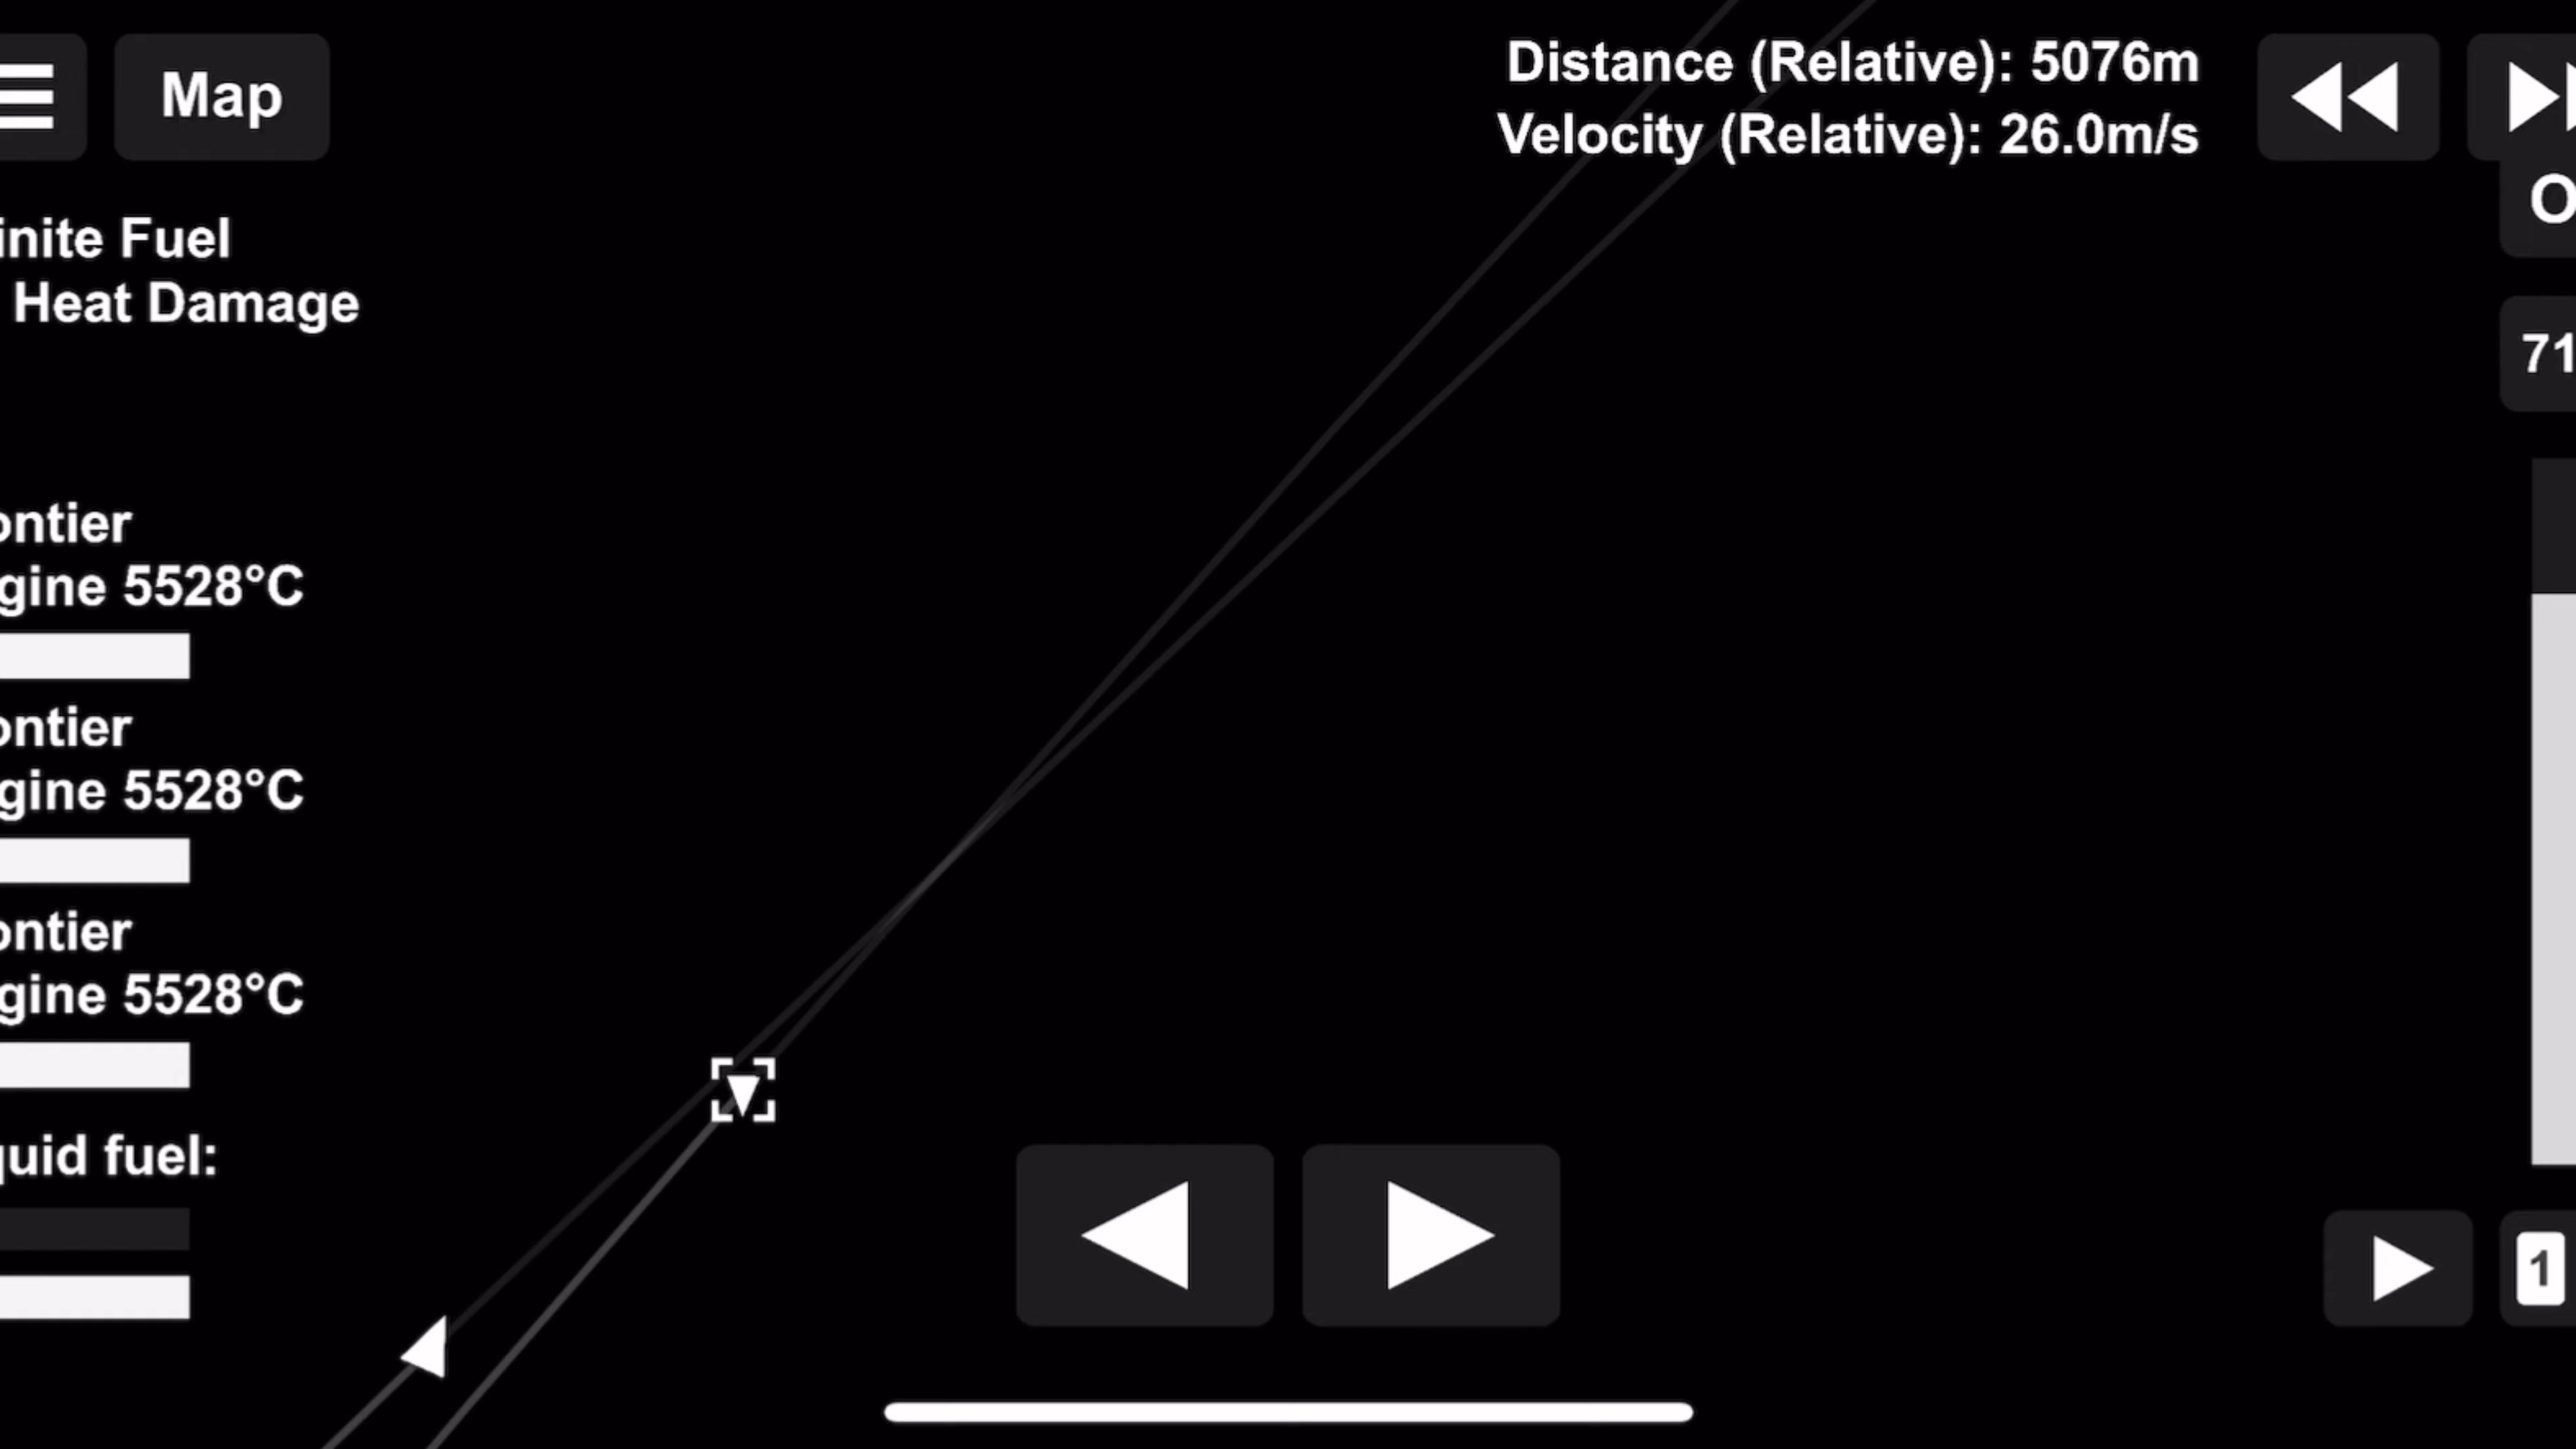 Map
Distance (Relative): 5076m
Velocity (Relative): 26.0m/s
O
inite Fuel
Heat Damage
71
ontier
gine 5528°C
ontier
gine 5528°C
ontier
gine 5528°C
quid fuel:
1